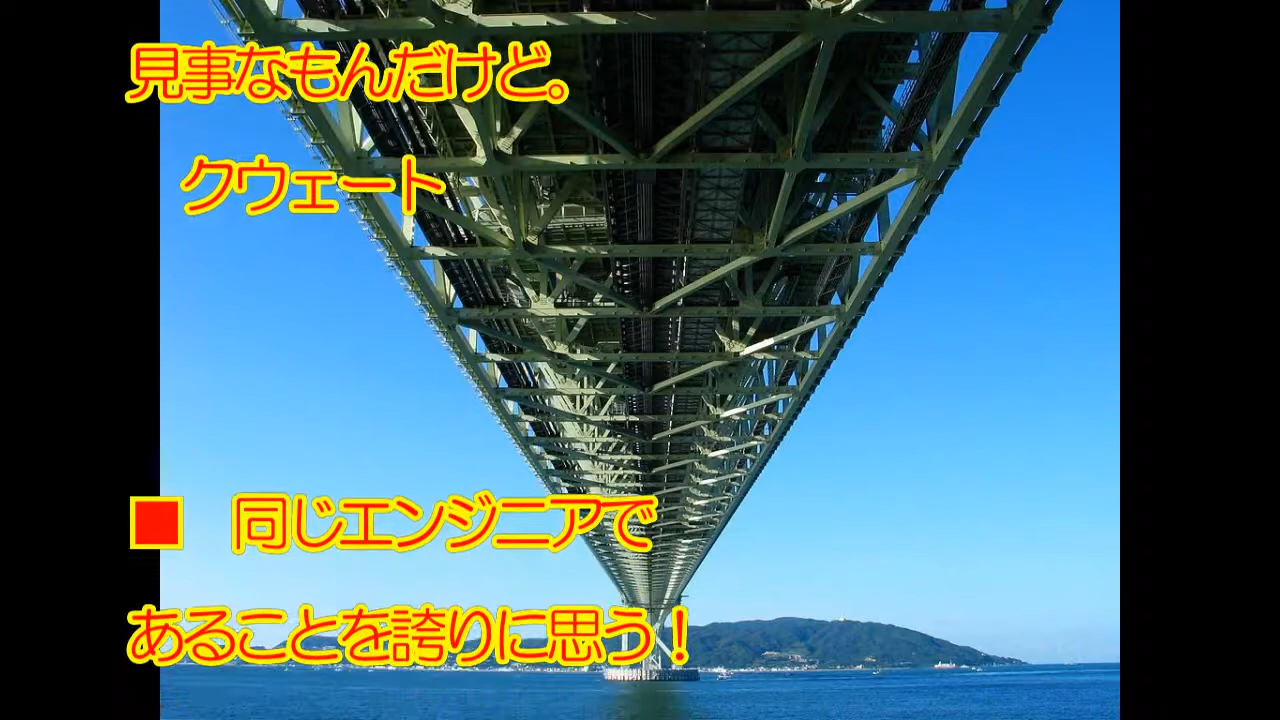 見事なもんだけど。
クウェート
■ 同じエンジニアで
あることを誇りに思う！